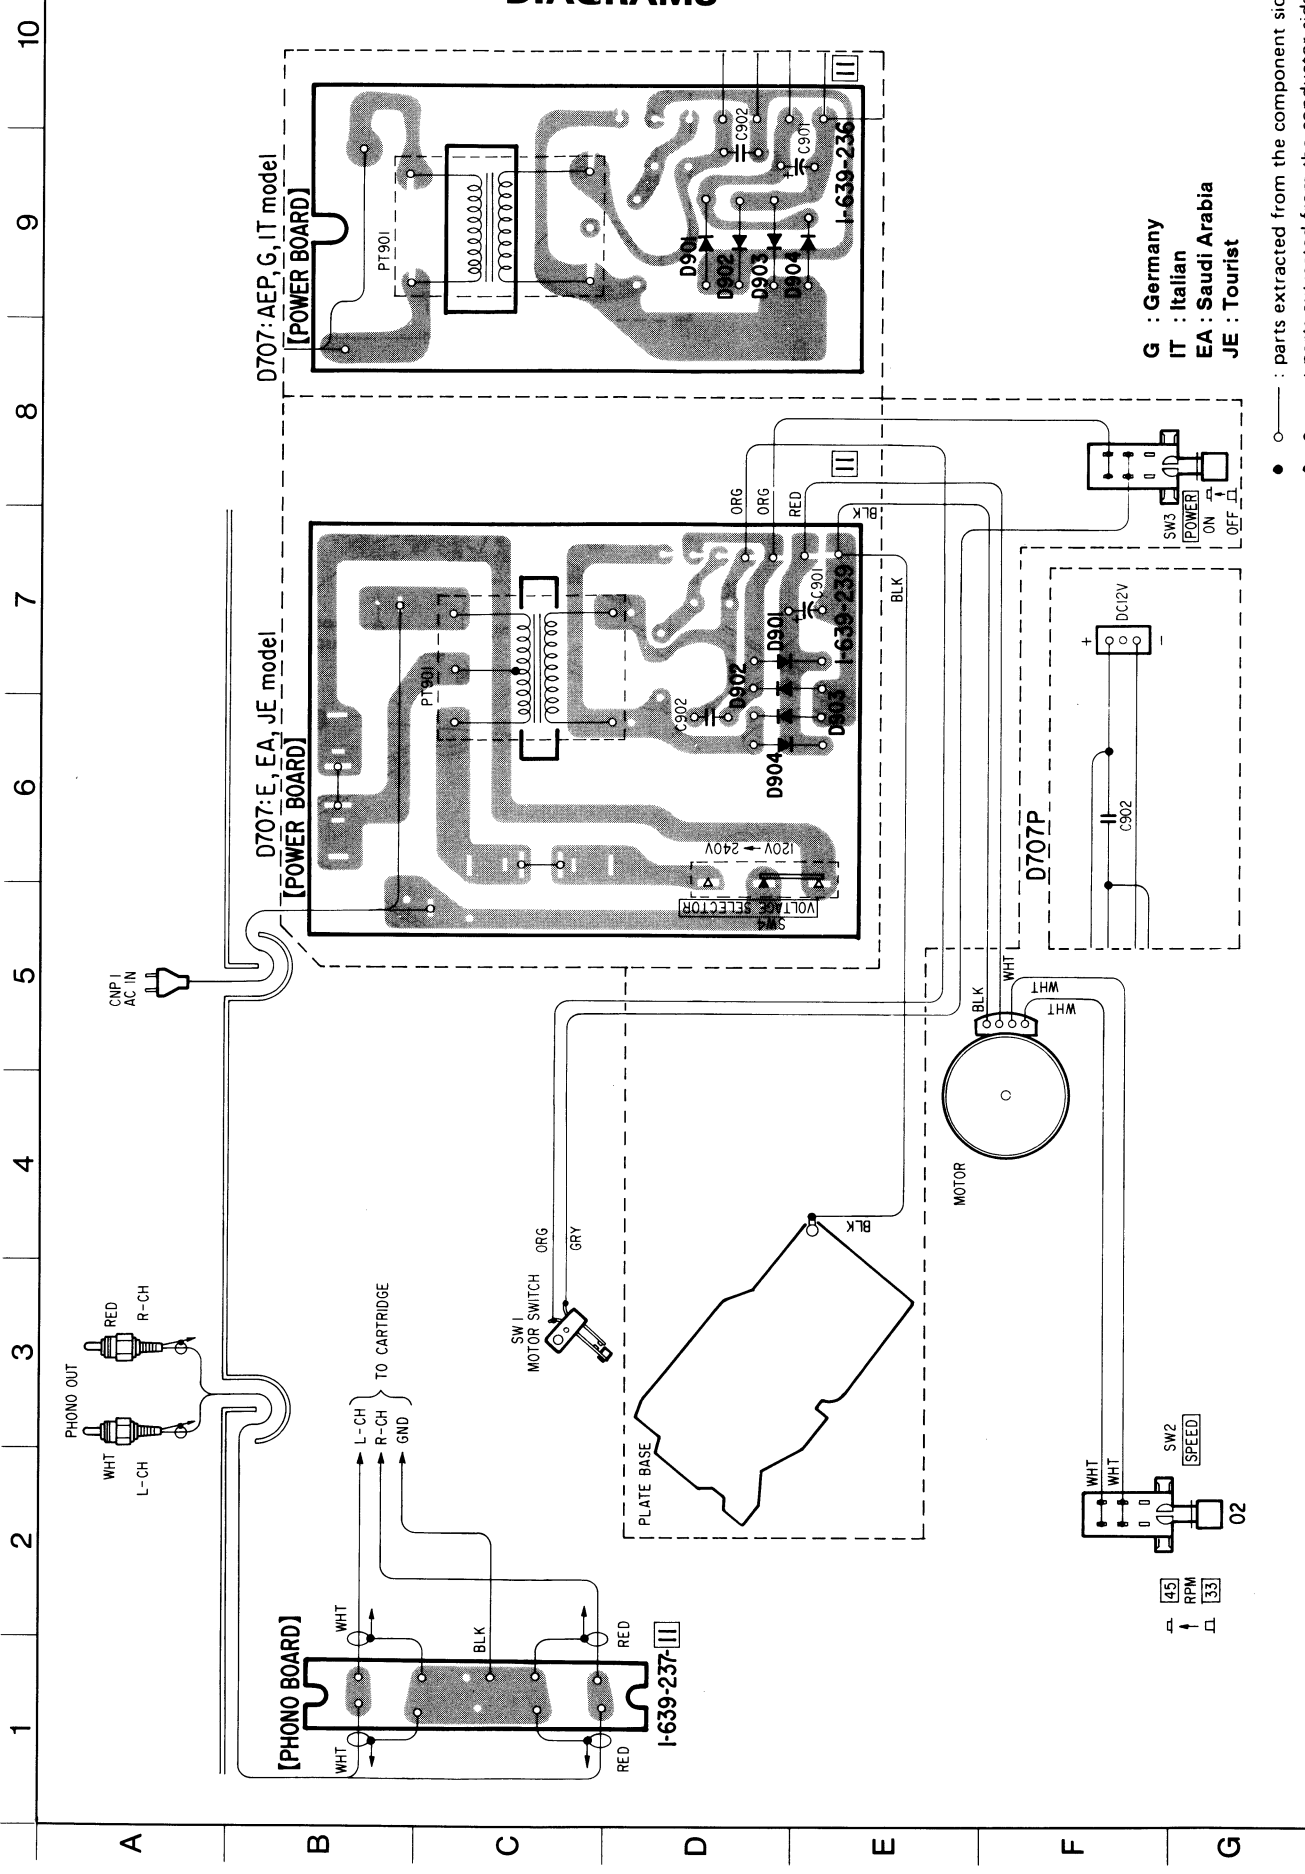 DIAGRAMS
1
2
3
4
5
6
7
8
9
10
A
B
C
D
E
F
G
PHONO OUT
WHT
L-CH
RED
R-CH
CNP1
AC IN
[PHONO BOARD]
WHT
WHT
BLK
RED
RED
1-639-237-11
L-CH
R-CH
GND
TO CARTRIDGE
SW1
MOTOR SWITCH
ORG
GRY
PLATE BASE
BLK
MOTOR
BLK
WHT
WHT
WHT
WHT
WHT
SW2
SPEED
02
45
RPM
33
D707:E, EA, JE model
[POWER BOARD]
PT901
C902
D901
D902
D903
D904
C901
1-639-239
11
120V ← 240V
VOLTAGE SELECTOR
SW4
ORG
ORG
RED
BLK
BLK
SW3
POWER
ON
OFF
D707P
C902
+
DC12V
-
D707:AEP, G, IT model
[POWER BOARD]
PT901
C902
C901
+
D901
D902
D903
D904
1-639-236
11
G : Germany
IT : Italian
EA : Saudi Arabia
JE : Tourist
: parts extracted from the component sid